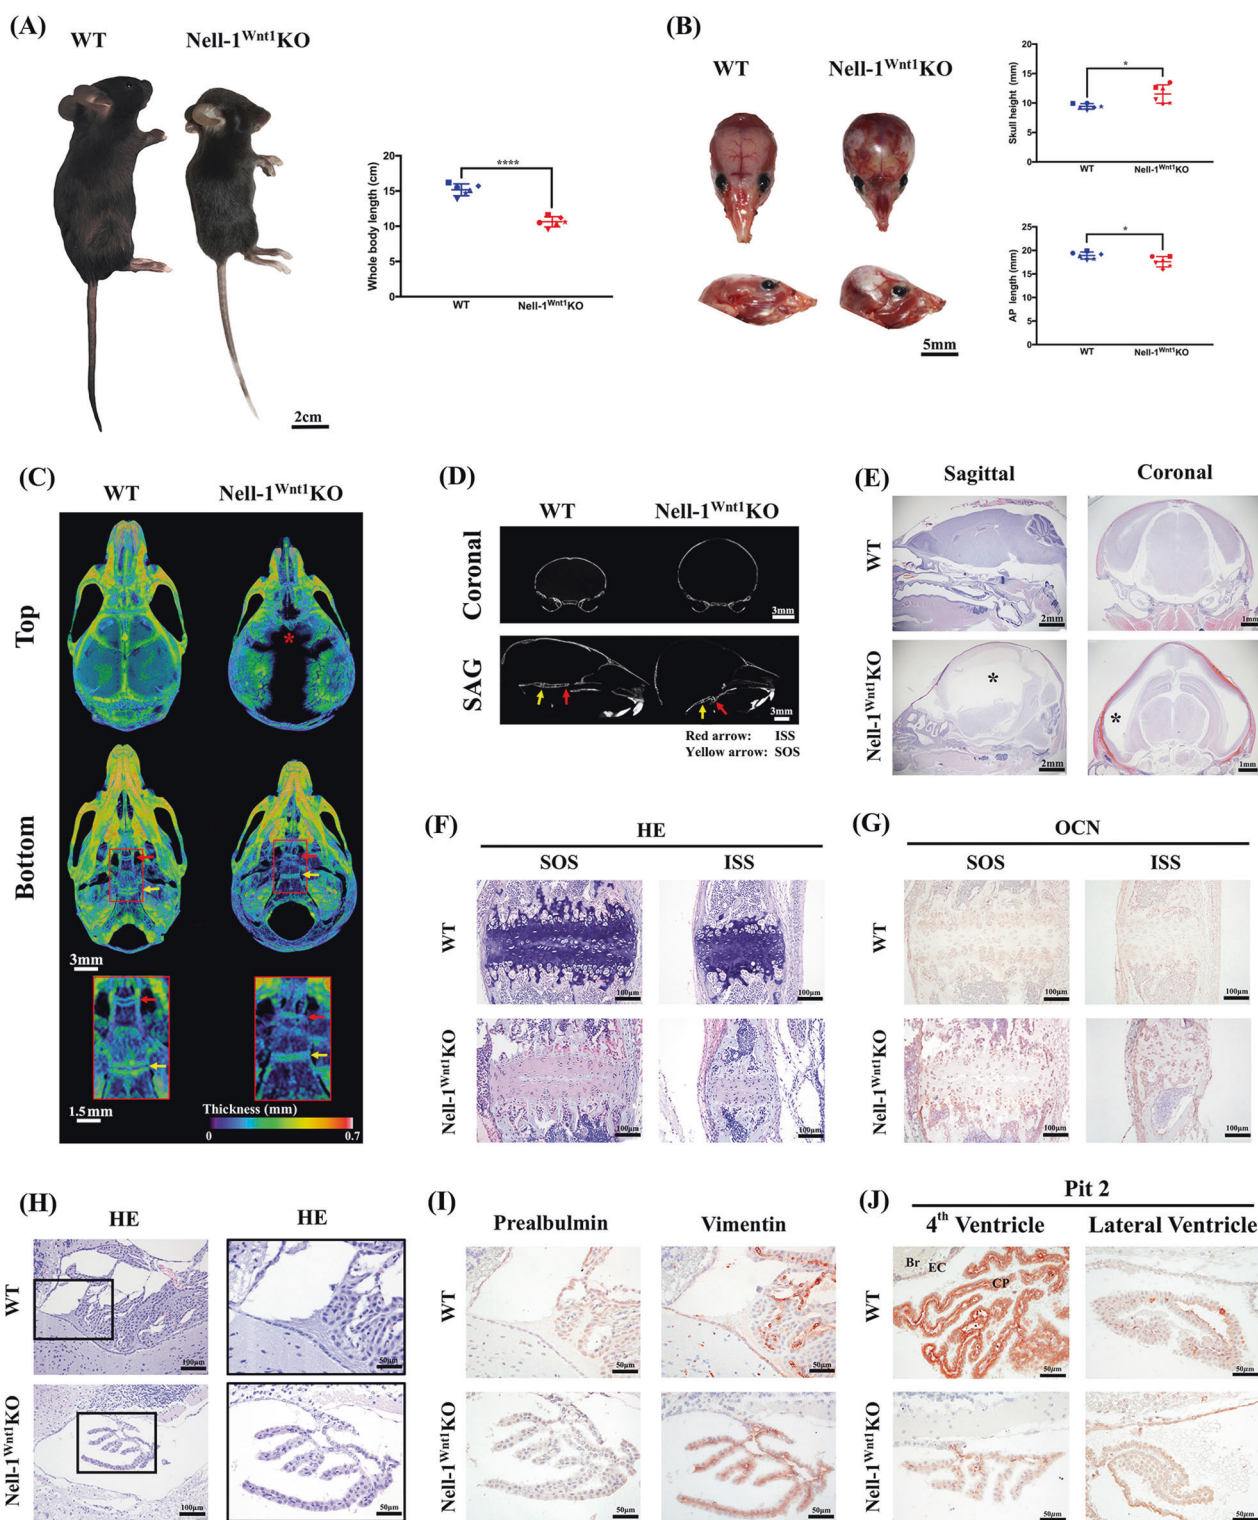 (A)
WT
Nell-1Wnt1KO
2cm
Whole body length (cm)
20
15
10
5
0
****
WT
Nell-1Wnt1KO
(B)
WT
Nell-1Wnt1KO
5mm
Skull height (mm)
20
15
10
5
0
*
WT
Nell-1Wnt1KO
AP length (mm)
25
20
15
10
5
0
*
WT
Nell-1Wnt1KO
(C)
WT
Nell-1Wnt1KO
Top
*
Bottom
3mm
1.5mm
Thickness (mm)
0
0.7
(D)
WT
Nell-1Wnt1KO
Coronal
3mm
SAG
3mm
Red arrow: ISS
Yellow arrow: SOS
(E)
Sagittal
Coronal
WT
2mm
1mm
Nell-1Wnt1KO
*
2mm
*
1mm
(F)
HE
SOS
ISS
WT
100μm
100μm
Nell-1Wnt1KO
100μm
100μm
(G)
OCN
SOS
ISS
WT
100μm
100μm
Nell-1Wnt1KO
100μm
100μm
(H)
HE
HE
WT
100μm
50μm
Nell-1Wnt1KO
100μm
50μm
(I)
Prealbulmin
Vimentin
WT
50μm
50μm
Nell-1Wnt1KO
50μm
50μm
(J)
Pit 2
4th Ventricle
Lateral Ventricle
WT
Br
EC
CP
50μm
50μm
Nell-1Wnt1KO
50μm
50μm